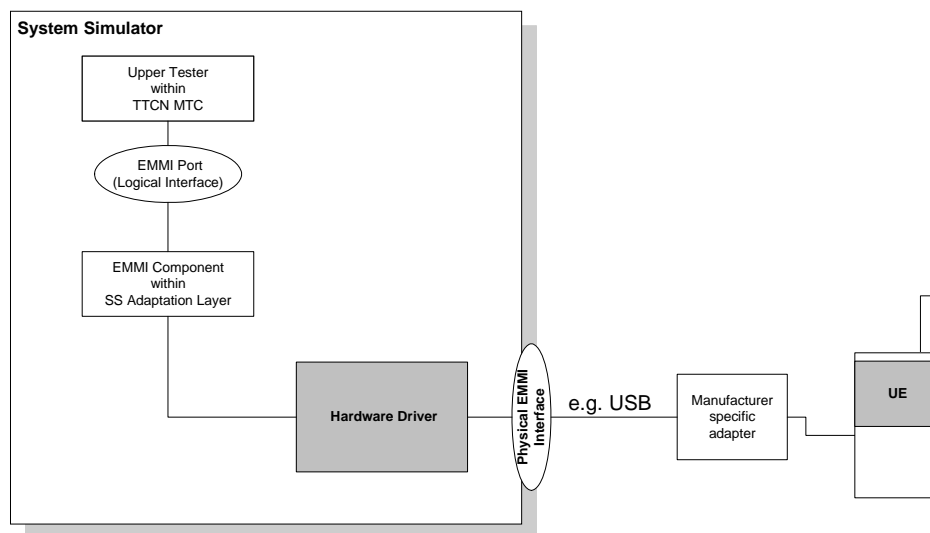 System Simulator
Upper Tester
within
TTCN MTC
EMMI Port
(Logical Interface)
EMMI Component
within
SS Adaptation Layer
Hardware Driver
Physical EMMI
Interface
e.g. USB
Manufacturer
specific
adapter
UE